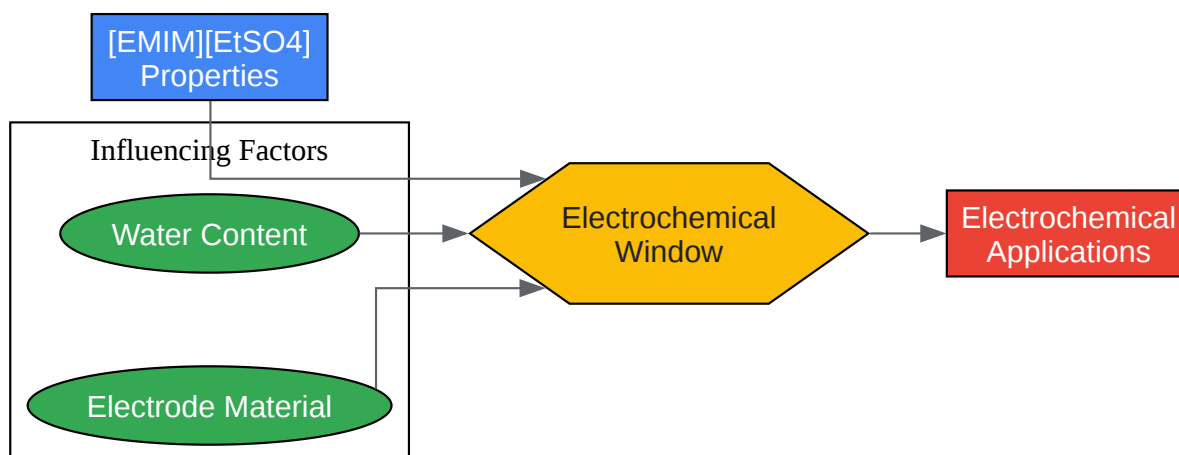 [EMIM][EtSO4]
Properties
Influencing Factors
Water Content
Electrode Material
Electrochemical
Window
Electrochemical
Applications